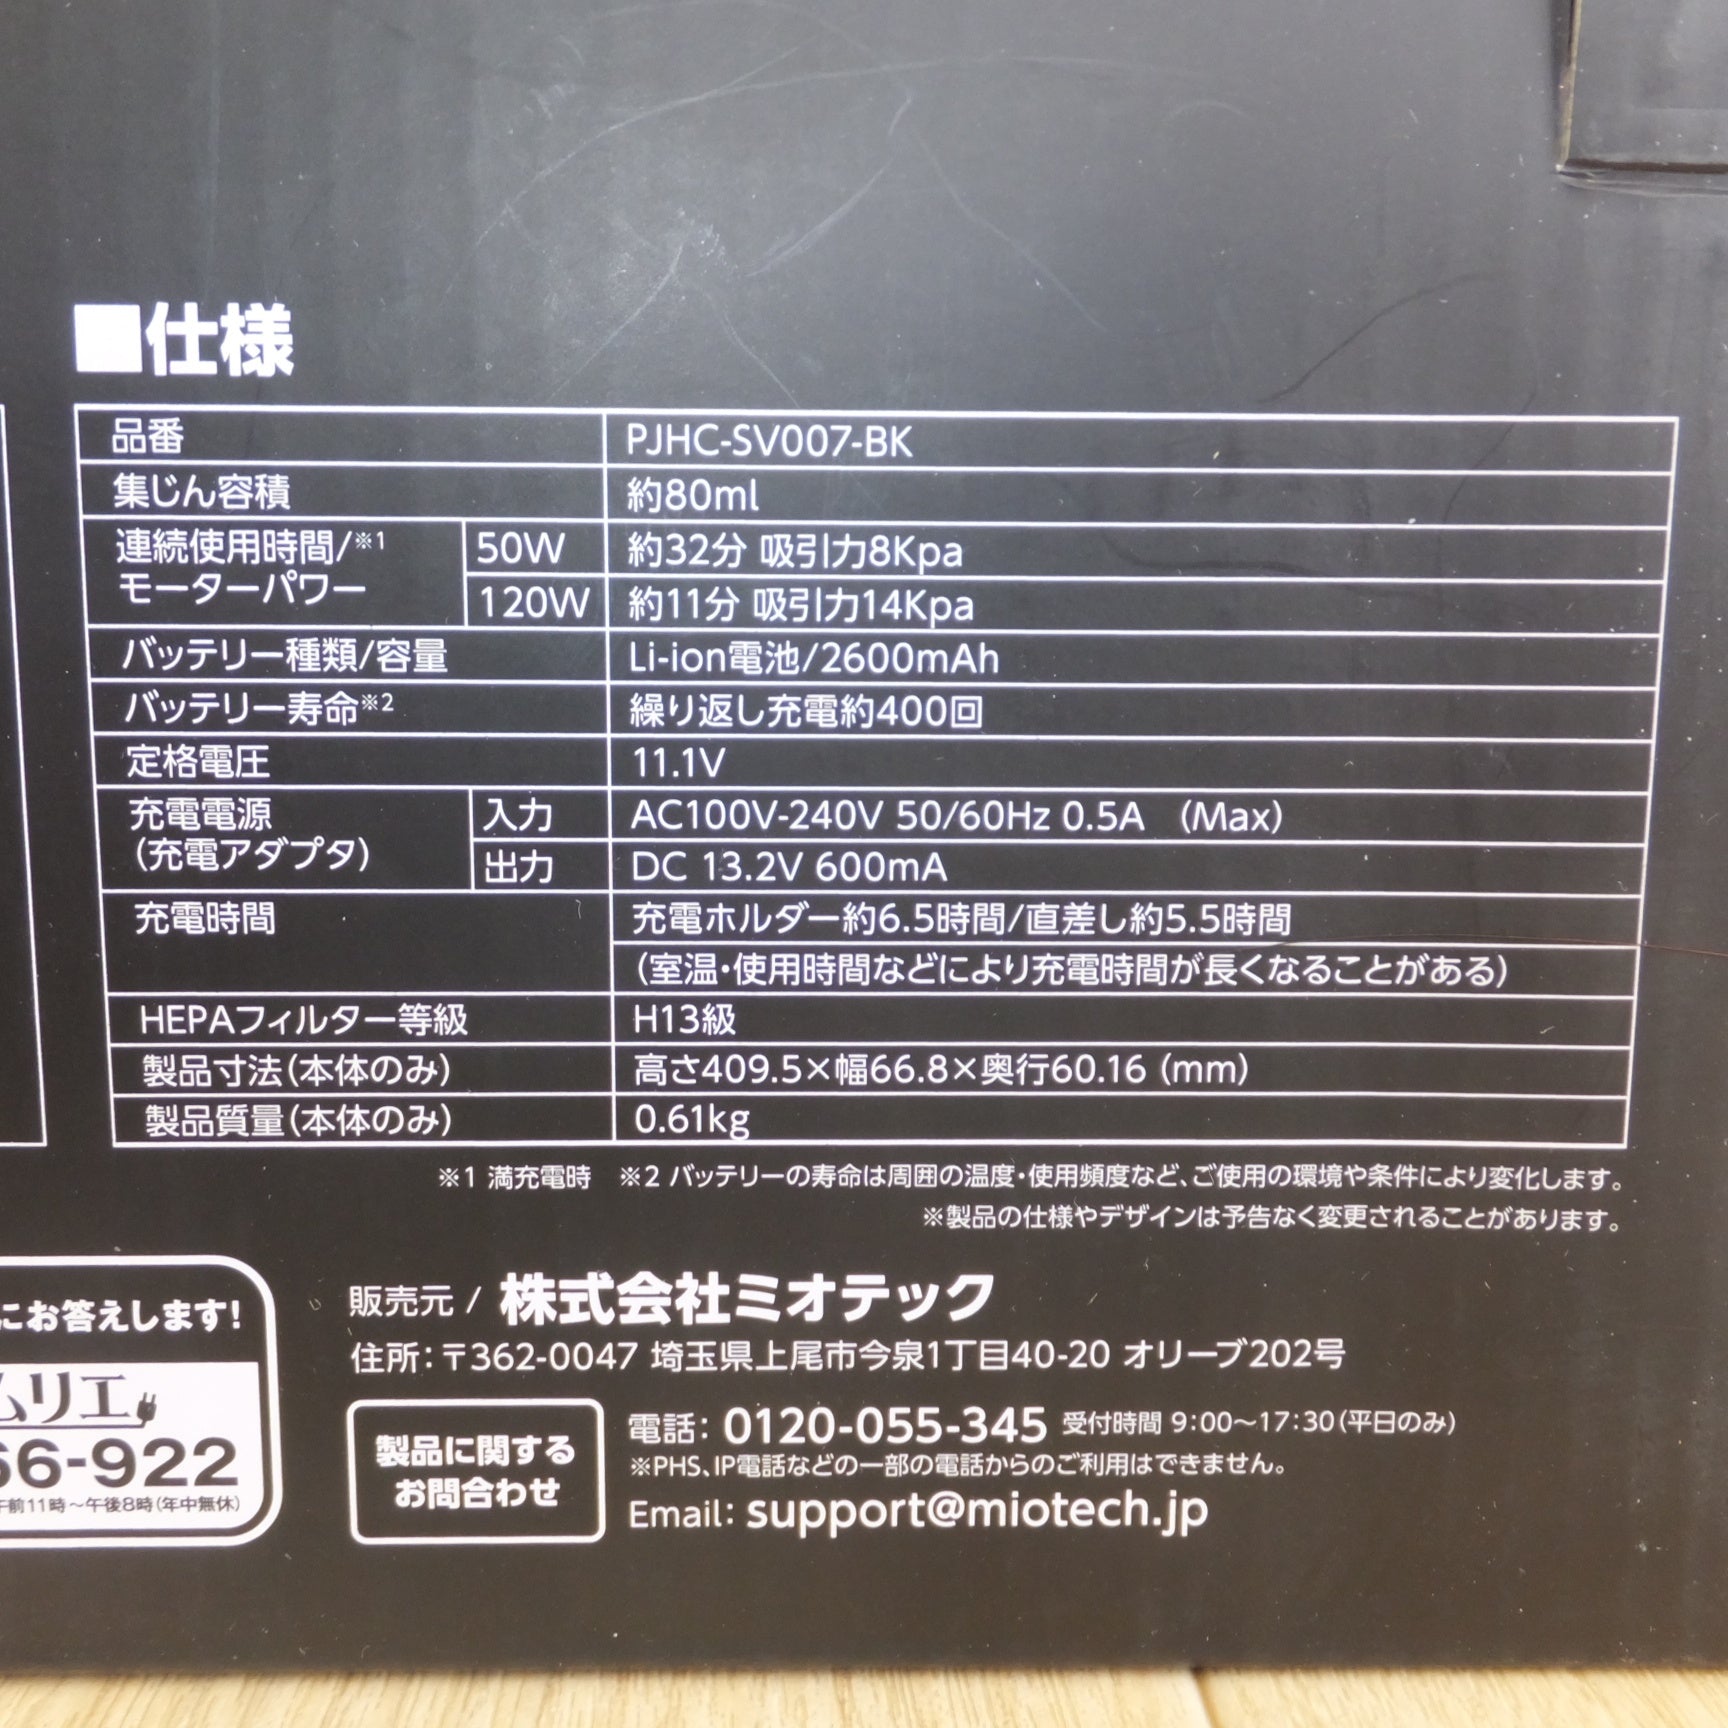 ■仕様
品番 PJHC-SV007-BK
集じん容積 約80ml
連続使用時間/※1
モーターパワー
50W 約32分 吸引力8Kpa
120W 約11分 吸引力14Kpa
バッテリー種類/容量 Li-ion電池/2600mAh
バッテリー寿命※2 繰り返し充電約400回
定格電圧 11.1V
充電電源
(充電アダプタ)
入力 AC100V-240V 50/60Hz 0.5A (Max)
出力 DC 13.2V 600mA
充電時間 充電ホルダー約6.5時間/直差し約5.5時間
(室温・使用時間などにより充電時間が長くなることがある)
HEPAフィルター等級 H13級
製品寸法(本体のみ) 高さ409.5×幅66.8×奥行60.16 (mm)
製品質量(本体のみ) 0.61kg
※1 満充電時 ※2 バッテリーの寿命は周囲の温度・使用頻度など、ご使用の環境や条件により変化します。
※製品の仕様やデザインは予告なく変更されることがあります。
にお答えします!
ムリエ
66-922
午前11時～午後8時(年中無休)
販売元 / 株式会社ミオテック
住所:〒362-0047 埼玉県上尾市今泉1丁目40-20 オリーブ202号
製品に関する
お問合わせ
電話: 0120-055-345 受付時間 9:00～17:30(平日のみ)
※PHS、IP電話などの一部の電話からのご利用はできません。
Email: support@miotech.jp